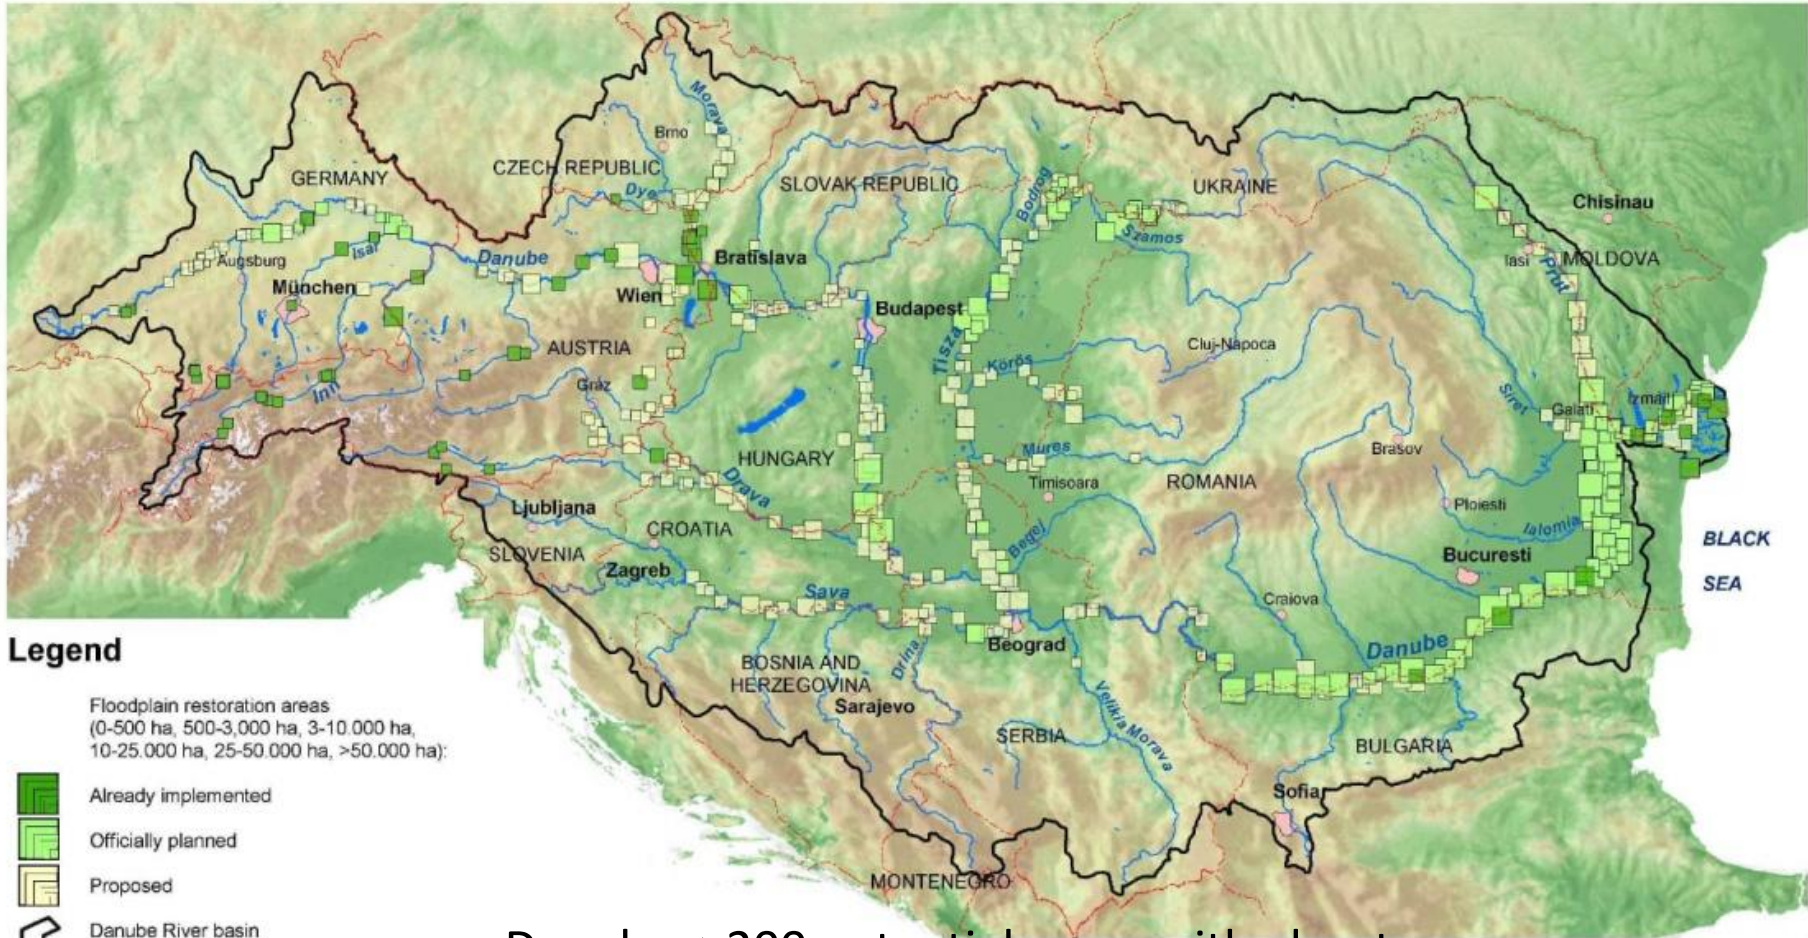 Morava
Brno
CZECH REPUBLIC
Dye
GERMANY
SLOVAK REPUBLIC
Bodrog
UKRAINE
Chisinau
Szamos
Augsburg
Isar
Danube
Bratislava
Iasi
MOLDOVA
Prut
München
Wien
Budapest
AUSTRIA
Tisza
Körös
Cluj-Napoca
Inn
Graz
Siret
Galati
Izmail
HUNGARY
Mures
Brasov
Drava
Timisoara
ROMANIA
Ljubljana
CROATIA
Ploiesti
Begej
Ialomia
SLOVENIA
Zagreb
Bucuresti
BLACK
SEA
Sava
Craiova
Beograd
Danube
Legend
BOSNIA AND
HERZEGOVINA
Drina
Sarajevo
Velikia Morava
SERBIA
BULGARIA
Sofia
MONTENEGRO
Floodplain restoration areas
(0-500 ha, 500-3,000 ha, 3-10.000 ha,
10-25.000 ha, 25-50.000 ha, >50.000 ha):
Already implemented
Officially planned
Proposed
Danube River basin